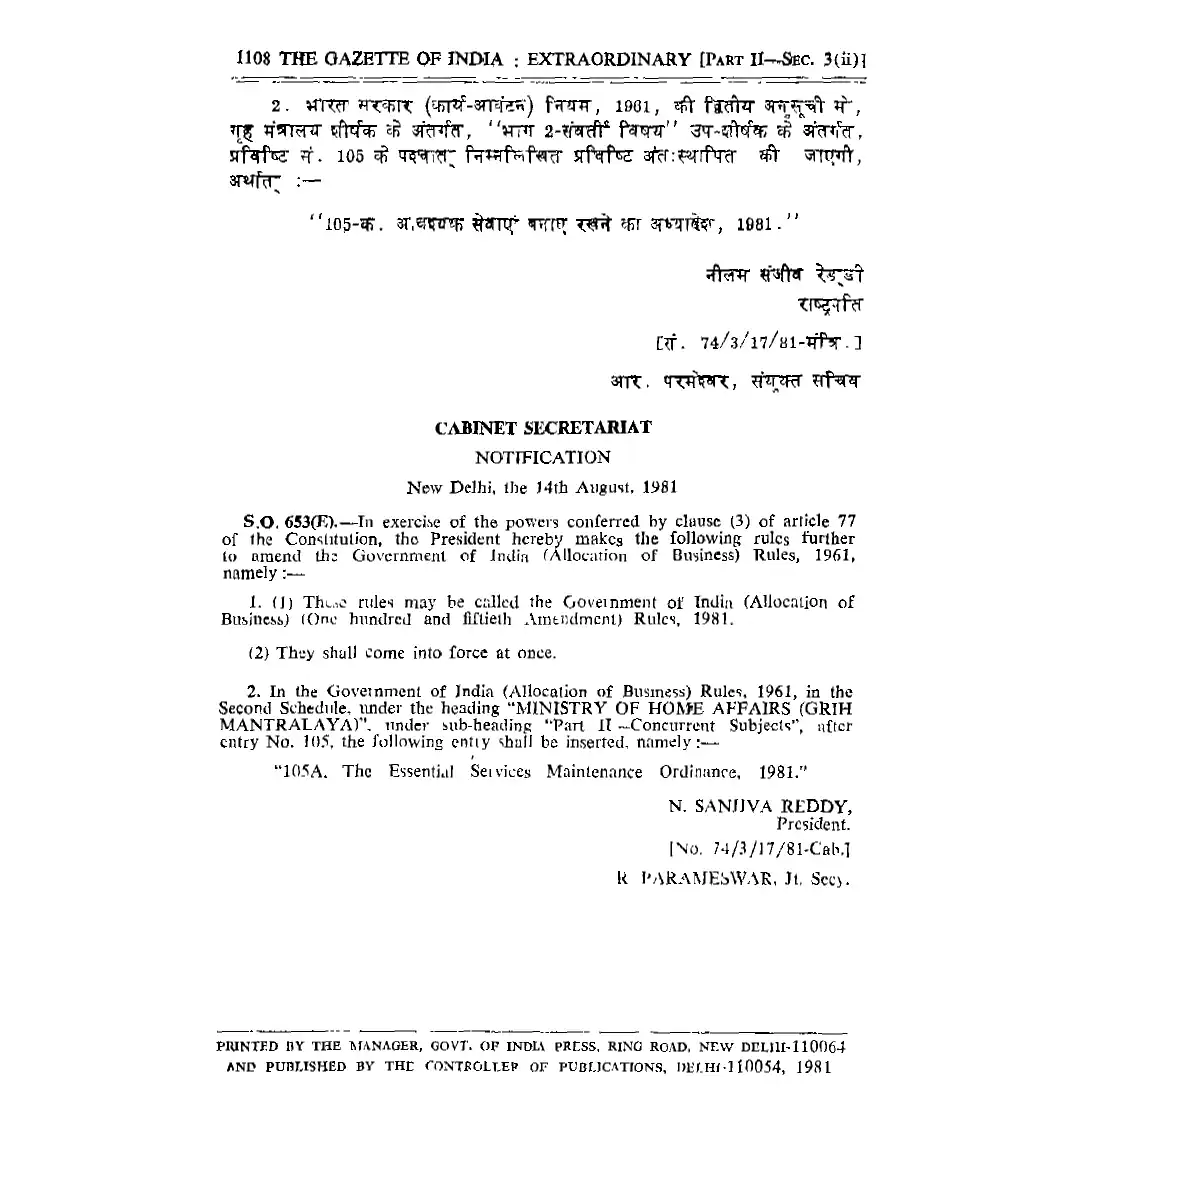 1108 THE GAZETTE OF INDIA : EXTRAORDINARY [PART II—SEC. 3(ii)]
2. भारत सरकार (कार्य-आवंटन) नियम, 1961, की द्वितीय अनुसूची में,
गृह मंत्रालय शीर्षक के अंतर्गत, "भाग 2-संवर्ती विषय" उप-शीर्षक के अंतर्गत,
प्रविष्टि सं. 105 के पश्चात् निम्नलिखित प्रविष्टि अंत:स्थापित की जाएगी,
अर्थात् :—
"105-क. आवश्यक सेवाएं बनाए रखने का अध्यादेश, 1981."
नीलम संजीव रेड्डी
राष्ट्रपति
[सं. 74/3/17/81-मंत्रि.]
आर. परमेश्वर, संयुक्त सचिव
CABINET SECRETARIAT
NOTIFICATION
New Delhi, the 14th August, 1981
S.O. 653(E).—In exercise of the powers conferred by clause (3) of article 77
of the Constitution, the President hereby makes the following rules further
to amend the Government of India (Allocation of Business) Rules, 1961,
namely :—
1. (1) These rules may be called the Government of India (Allocation of
Business) (One hundred and fiftieth Amendment) Rules, 1981.
(2) They shall come into force at once.
2. In the Government of India (Allocation of Business) Rules, 1961, in the
Second Schedule, under the heading "MINISTRY OF HOME AFFAIRS (GRIH
MANTRALAYA)", under sub-heading "Part II—Concurrent Subjects", after
entry No. 105, the following entry shall be inserted, namely :—
"105A. The Essential Services Maintenance Ordinance, 1981."
N. SANJIVA REDDY,
President.
[No. 74/3/17/81-Cab.]
R. PARAMESWAR, Jt. Secy.
PRINTED BY THE MANAGER, GOVT. OF INDIA PRESS, RING ROAD, NEW DELHI-110064
AND PUBLISHED BY THE CONTROLLER OF PUBLICATIONS, DELHI-110054, 1981